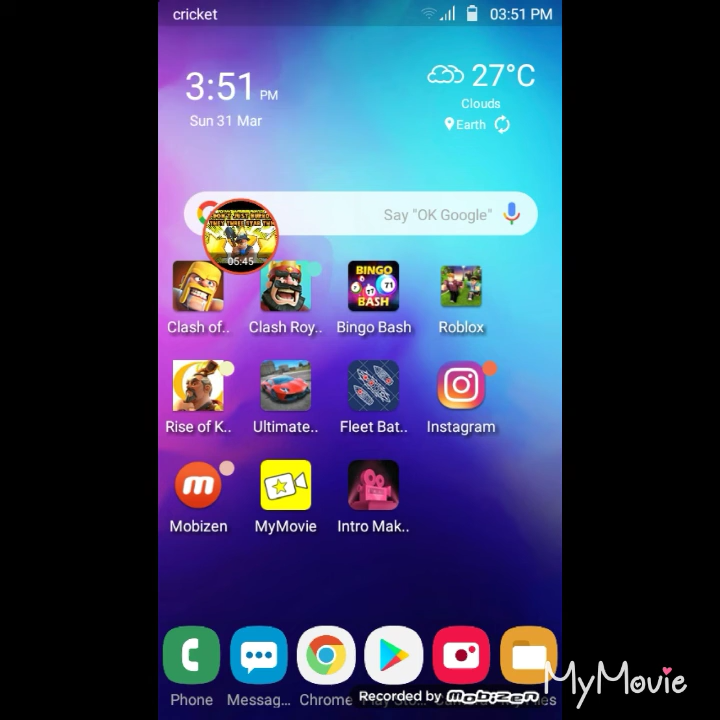 cricket
03:51 PM
3:51 PM
27°C
Sun 31 Mar
Clouds
Earth
Say "OK Google"
05:45
BINGO
BASH
Clash of..
Clash Roy..
Bingo Bash
Roblox
Rise of K..
Ultimate..
Fleet Bat..
Instagram
Mobizen
MyMovie
Intro Mak..
Phone
Messag...
Chrome
Recorded by Mobizen
MyMovie